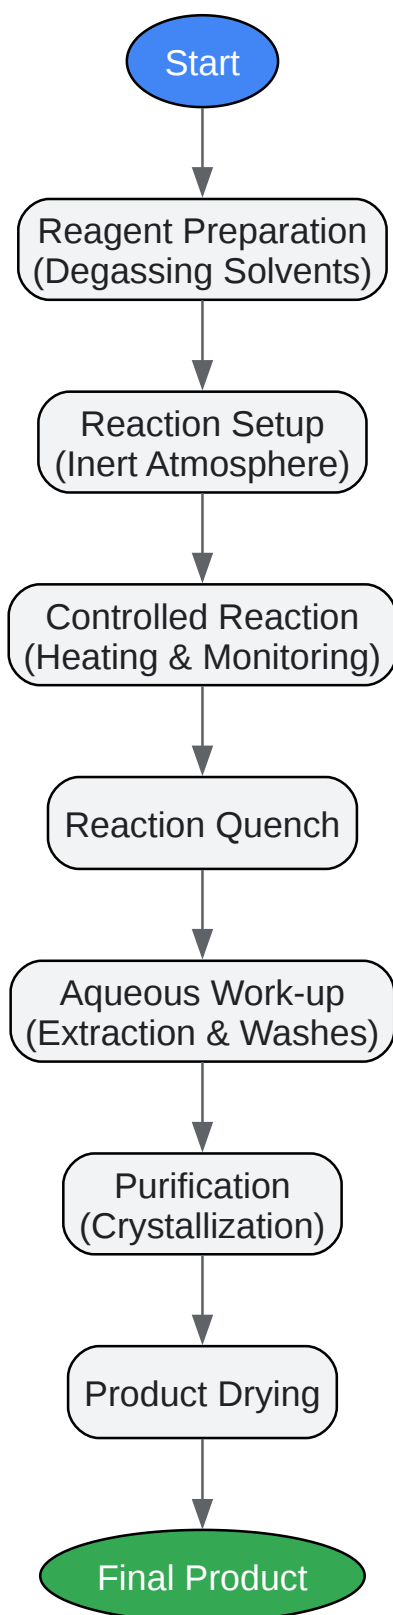 Start
Reagent Preparation
(Degassing Solvents)
Reaction Setup
(Inert Atmosphere)
Controlled Reaction
(Heating & Monitoring)
Reaction Quench
Aqueous Work-up
(Extraction & Washes)
Purification
(Crystallization)
Product Drying
Final Product